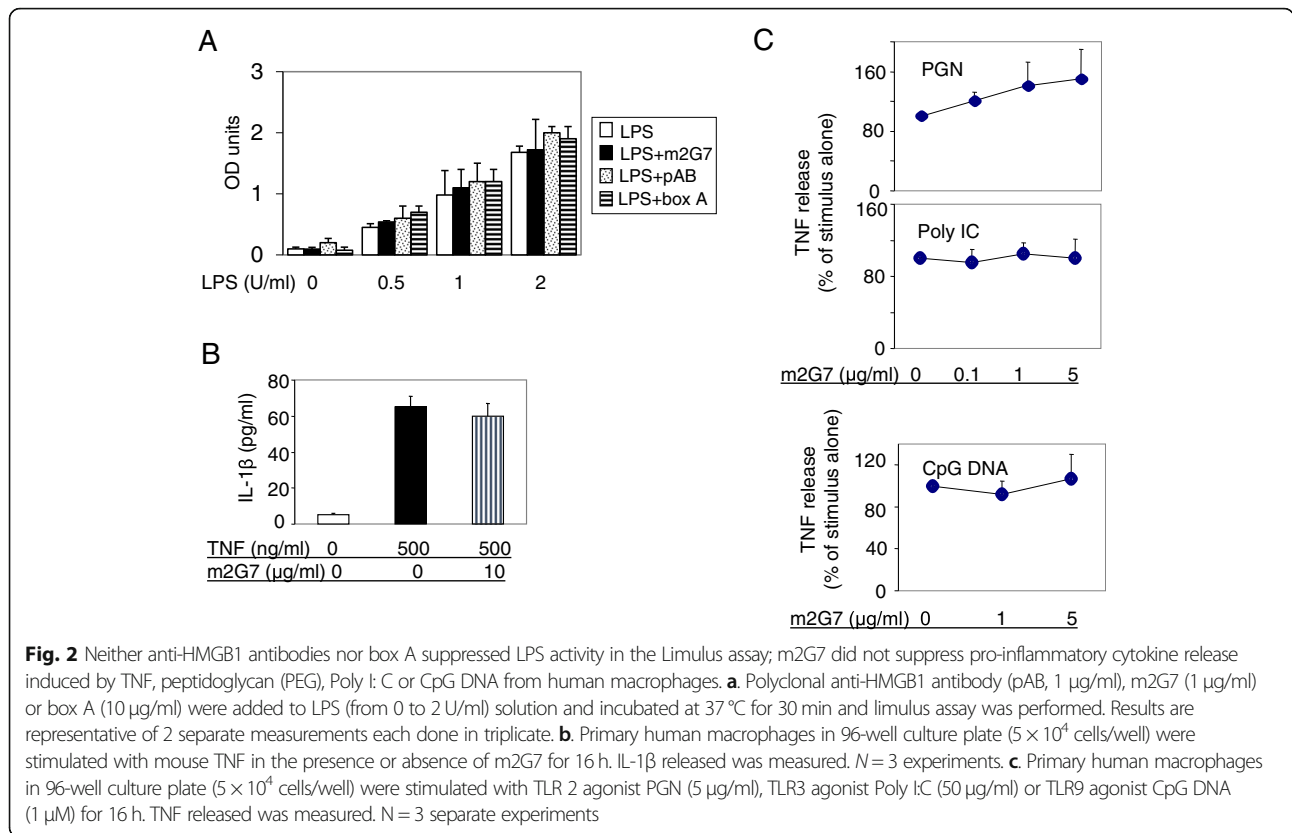 A
3
2
1
0
OD units
LPS (U/ml) 0 0.5 1 2
LPS
LPS+m2G7
LPS+pAB
LPS+box A
B
80
60
40
20
0
IL-1β (pg/ml)
TNF (ng/ml) 0 500 500
m2G7 (µg/ml) 0 0 10
C
PGN
160
80
0
Poly IC
160
80
0
TNF release
(% of stimulus alone)
m2G7 (µg/ml) 0 0.1 1 5
CpG DNA
120
80
40
0
TNF release
(% of stimulus alone)
m2G7 (µg/ml) 0 1 5
Fig. 2 Neither anti-HMGB1 antibodies nor box A suppressed LPS activity in the Limulus assay; m2G7 did not suppress pro-inflammatory cytokine release
induced by TNF, peptidoglycan (PEG), Poly I: C or CpG DNA from human macrophages. a. Polyclonal anti-HMGB1 antibody (pAB, 1 µg/ml), m2G7 (1 µg/ml)
or box A (10 µg/ml) were added to LPS (from 0 to 2 U/ml) solution and incubated at 37 °C for 30 min and limulus assay was performed. Results are
representative of 2 separate measurements each done in triplicate. b. Primary human macrophages in 96-well culture plate (5 × 10⁴ cells/well) were
stimulated with mouse TNF in the presence or absence of m2G7 for 16 h. IL-1β released was measured. N = 3 experiments. c. Primary human macrophages
in 96-well culture plate (5 × 10⁴ cells/well) were stimulated with TLR 2 agonist PGN (5 µg/ml), TLR3 agonist Poly I:C (50 µg/ml) or TLR9 agonist CpG DNA
(1 µM) for 16 h. TNF released was measured. N = 3 separate experiments